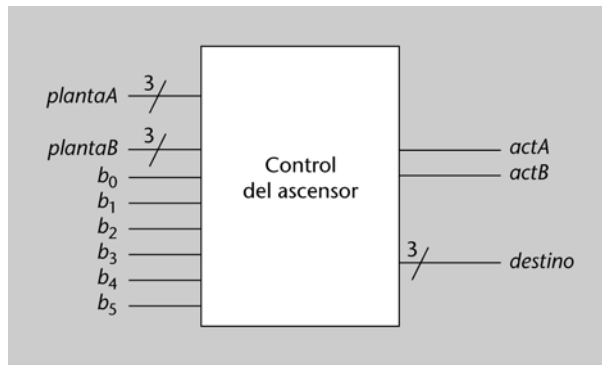 3
plantaA
3
plantaB
b0
b1
b2
b3
b4
b5
Control
del ascensor
actA
actB
3
destino